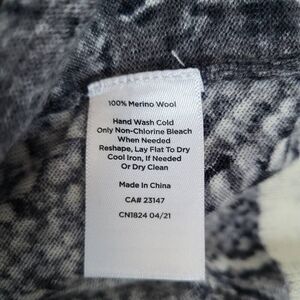 100% Merino Wool
Hand Wash Cold
Only Non-Chlorine Bleach
When Needed
Reshape, Lay Flat To Dry
Cool Iron, If Needed
Or Dry Clean
Made in China
CA# 23147
CN1824 04/21